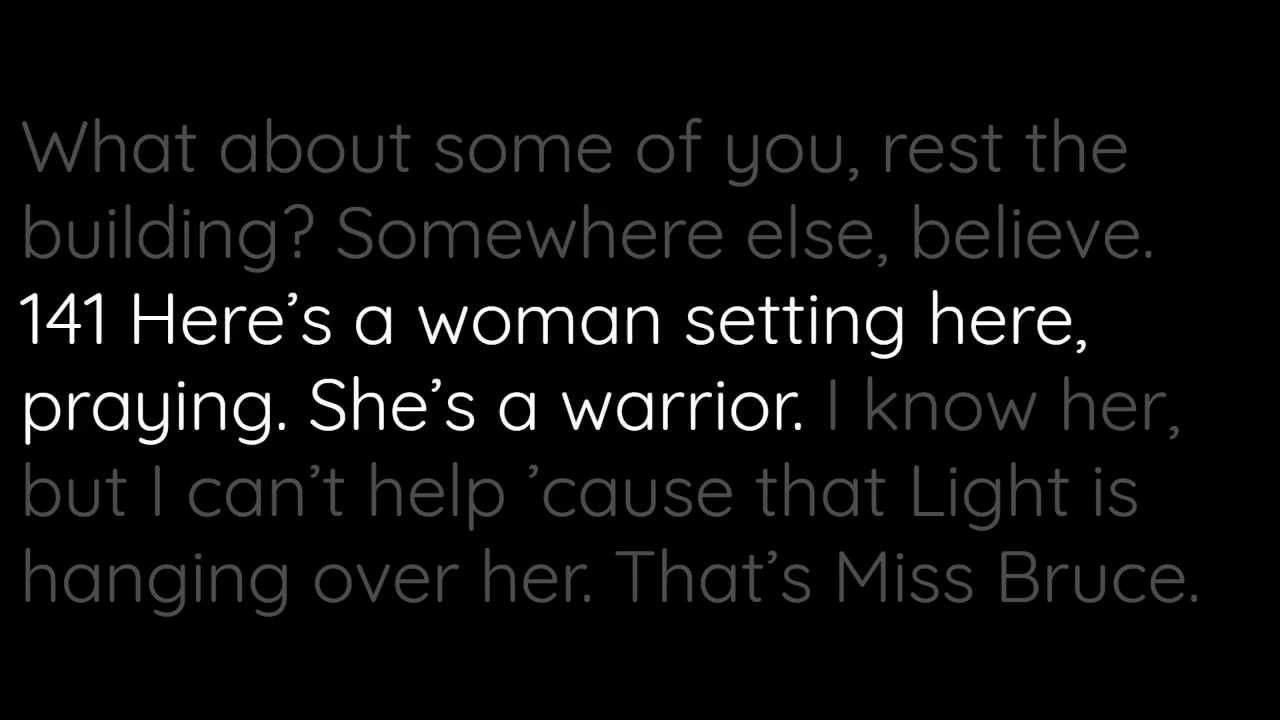 What about some of you, rest the
building? Somewhere else, believe.
141 Here’s a woman setting here,
praying. She’s a warrior. I know her,
but I can’t help ’cause that Light is
hanging over her. That’s Miss Bruce.